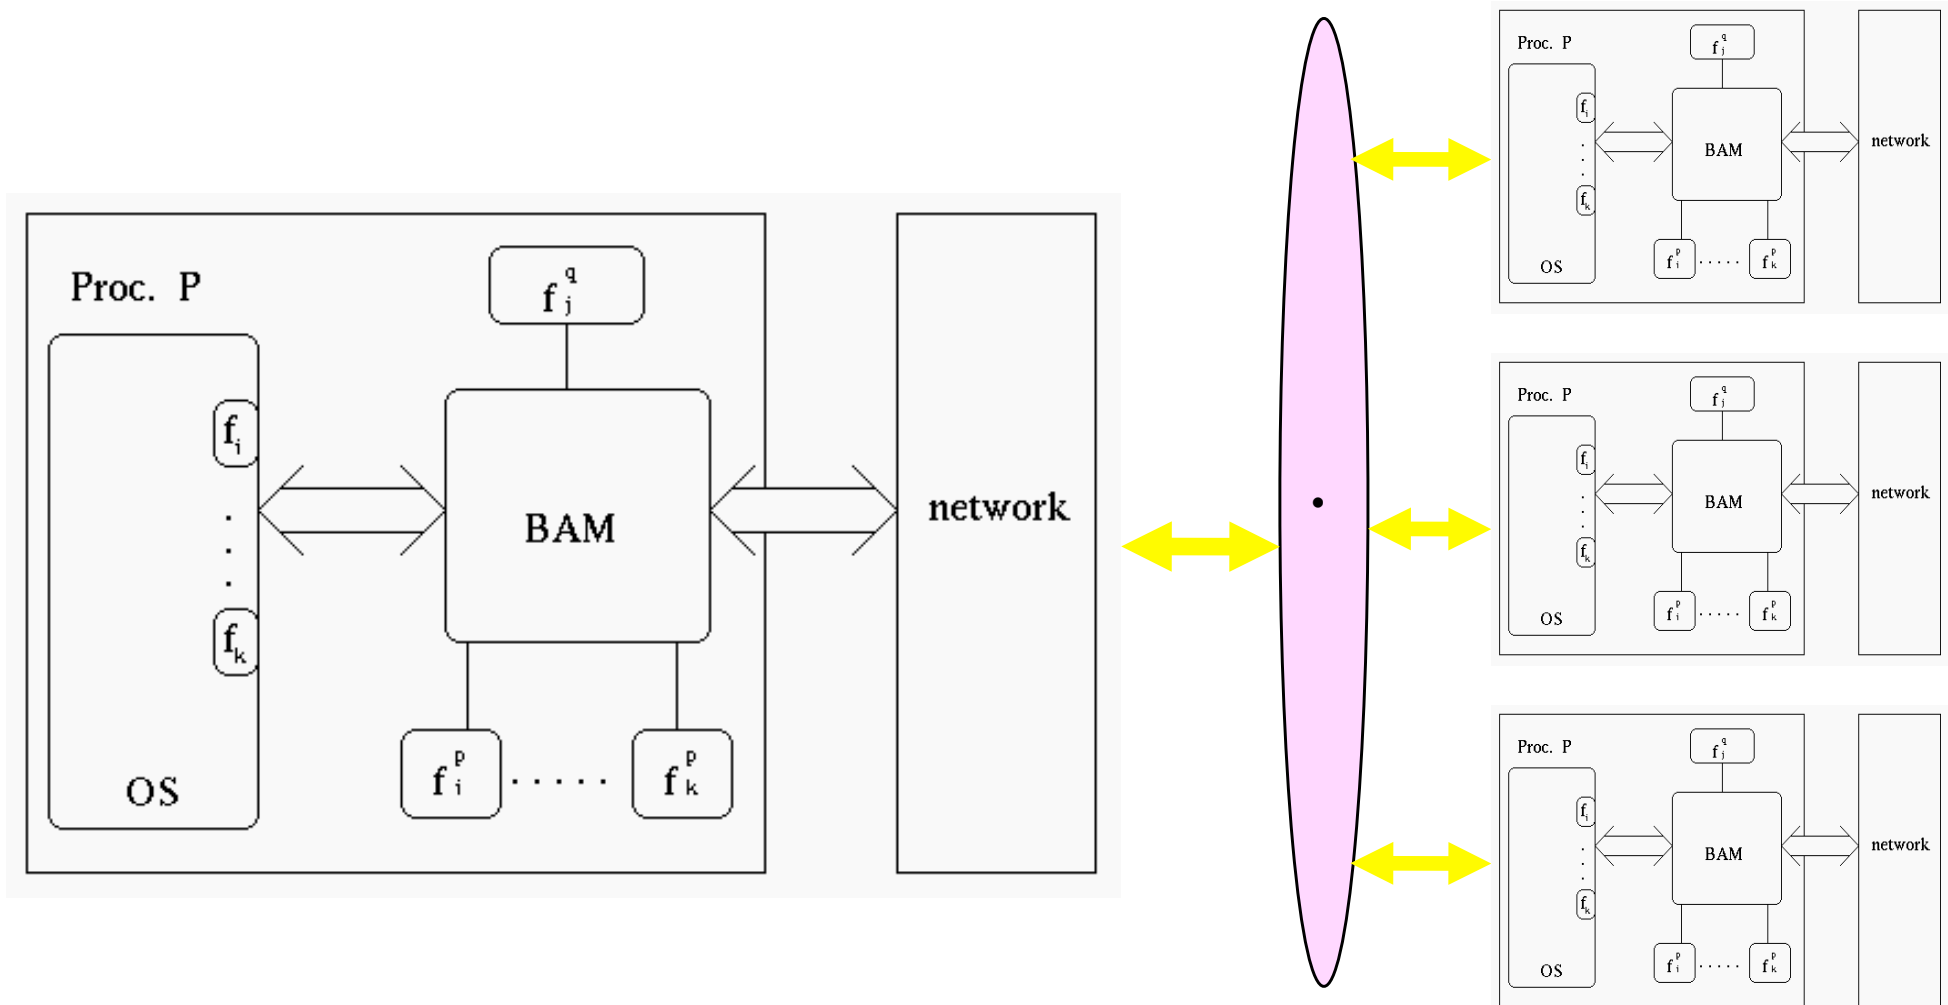 Proc. P
f j q
f i
.
.
.
f k
BAM
network
OS
f i p ..... f k p
Proc. P
f j q
f i
.
.
.
f k
BAM
network
OS
f i p ..... f k p
Proc. P
f j q
f i
.
.
.
f k
BAM
network
OS
f i p ..... f k p
Proc. P
f j q
f i
.
.
.
f k
BAM
network
OS
f i p ..... f k p